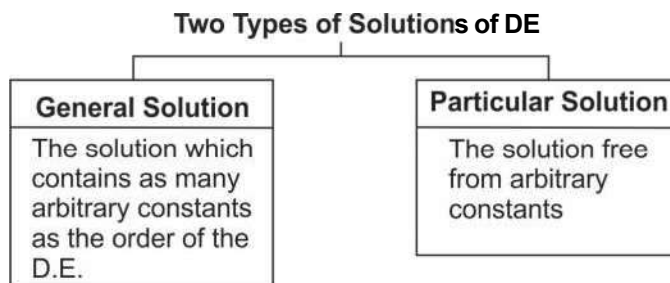 Two Types of Solutions of DE
General Solution
The solution which
contains as many
arbitrary constants
as the order of the
D.E.
Particular Solution
The solution free
from arbitrary
constants